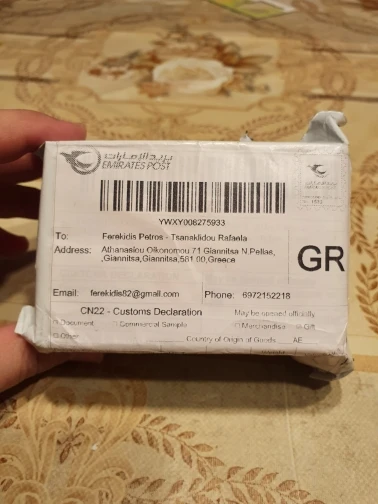 بريد الإمارات
EMIRATES POST
YWXY008275933
To: Ferekidis Petros - Tsanaklidou Rafaela
Address: Athanasiou Oikonomou 71 Giannitsa N.Pellas,
,Giannitsa,Giannitsa,581 00,Greece
GR
Email: ferekidis82@gmail.com Phone: 6972152218
CN22 - Customs Declaration May be opened officially
Document Commercial Sample Merchandise Gift
Other
Country of Origin of Goods AE